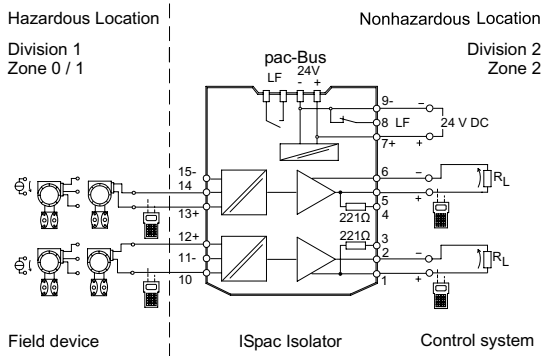 Hazardous Location
Nonhazardous Location
Division 1
Zone 0 / 1
Division 2
Zone 2
pac-Bus
LF
24V
- +
9-
8 LF
7+
24 V DC
-
+
15-
14
13+
6
5
4
221Ω
-
+
RL
12+
11-
10
221Ω
3
2
1
-
+
RL
Field device
ISpac Isolator
Control system